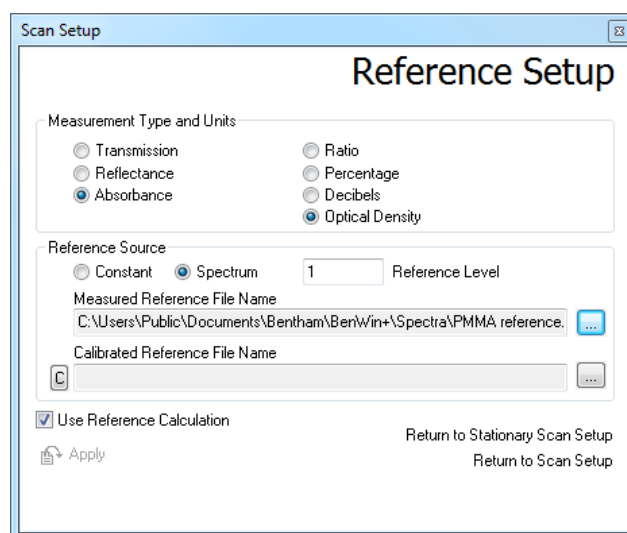 Scan Setup
Reference Setup
Measurement Type and Units
Transmission
Reflectance
Absorbance
Ratio
Percentage
Decibels
Optical Density
Reference Source
Constant
Spectrum
1
Reference Level
Measured Reference File Name
C:\Users\Public\Documents\Bentham\BenWin+\Spectra\PMMA reference.
...
Calibrated Reference File Name
C
...
Use Reference Calculation
Apply
Return to Stationary Scan Setup
Return to Scan Setup